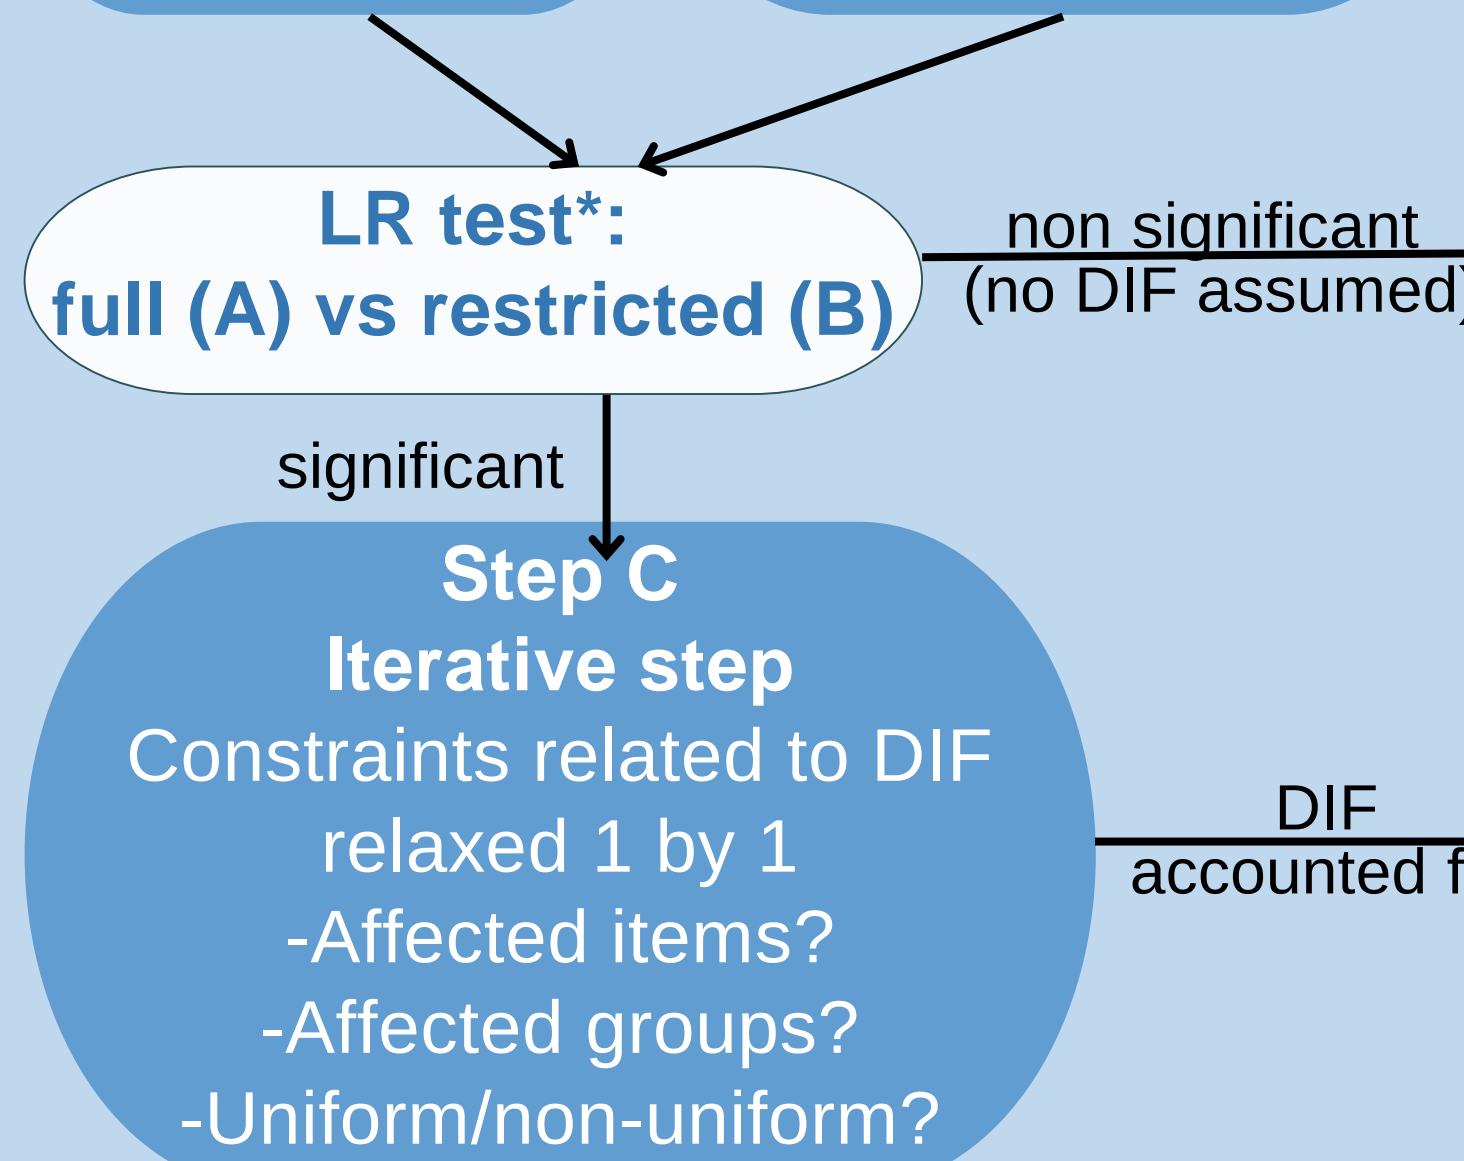 LR test*:
full (A) vs restricted (B)
non significant
(no DIF assumed)
significant
Step C
Iterative step
Constraints related to DIF
relaxed 1 by 1
-Affected items?
-Affected groups?
-Uniform/non-uniform?
DIF
accounted f